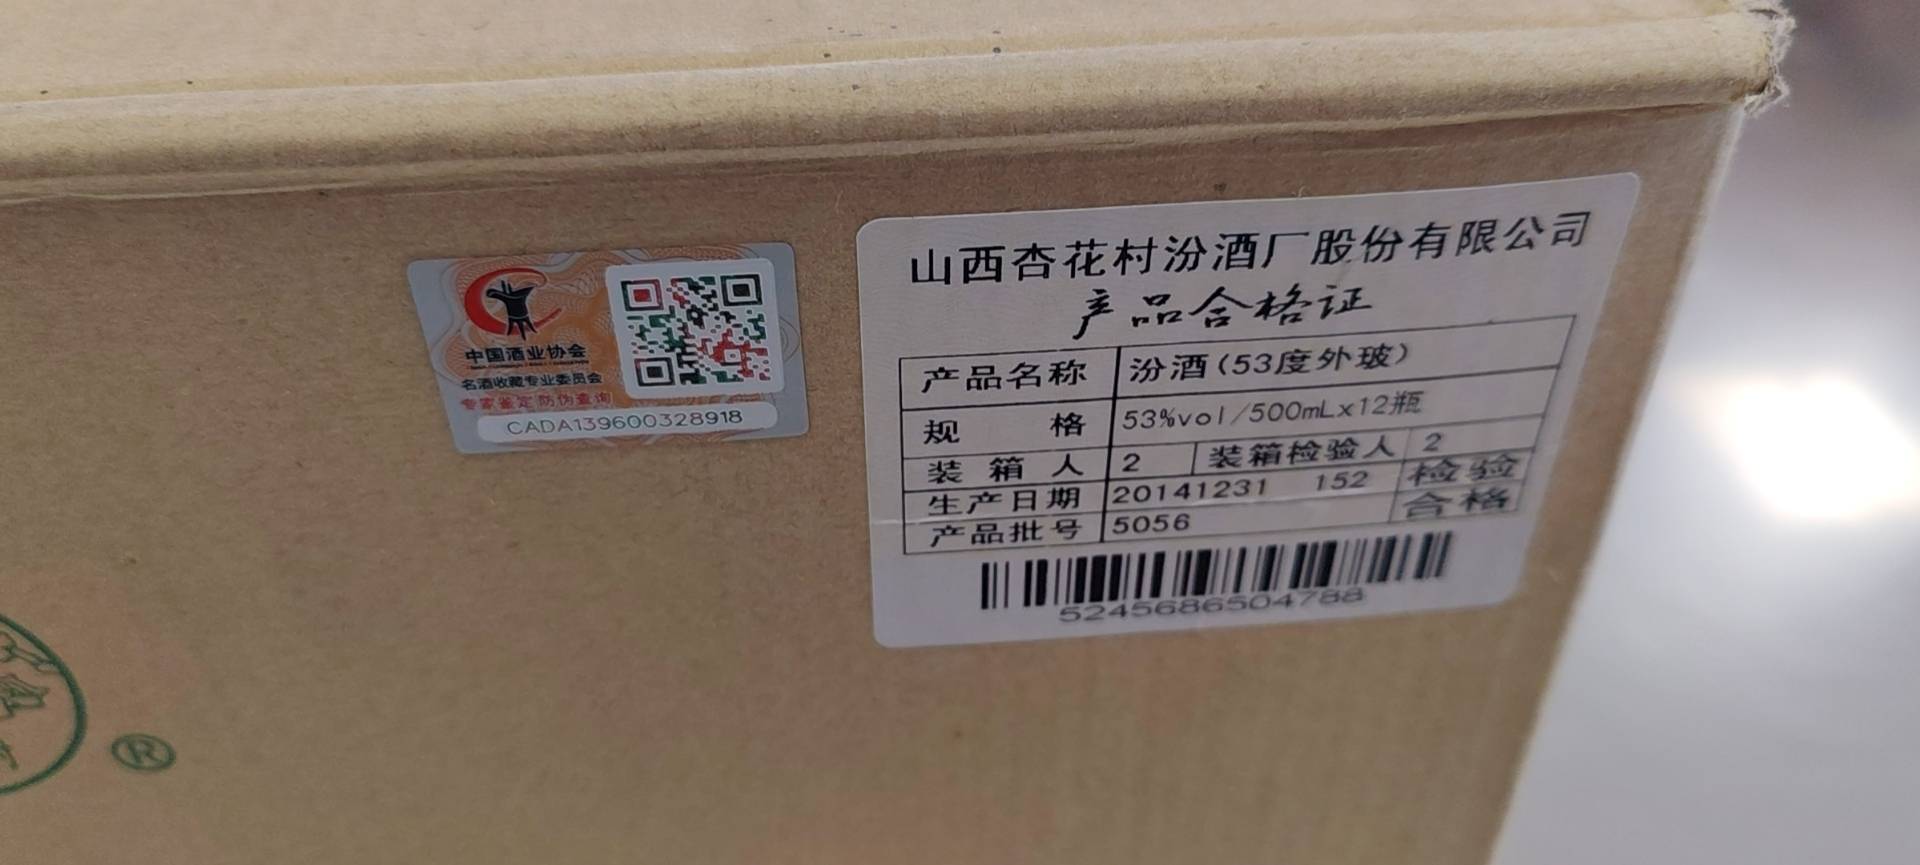 中国酒业协会
名酒收藏专业委员会
专家鉴定 防伪查询
CADA139600328918
山西杏花村汾酒厂股份有限公司
产品合格证
产品名称 汾酒(53度外玻)
规 格 53%vol/500mLx12瓶
装 箱 人 2 装箱检验人 2
生产日期 20141231 152 检验
产品批号 5056 合格
5245686504788
®